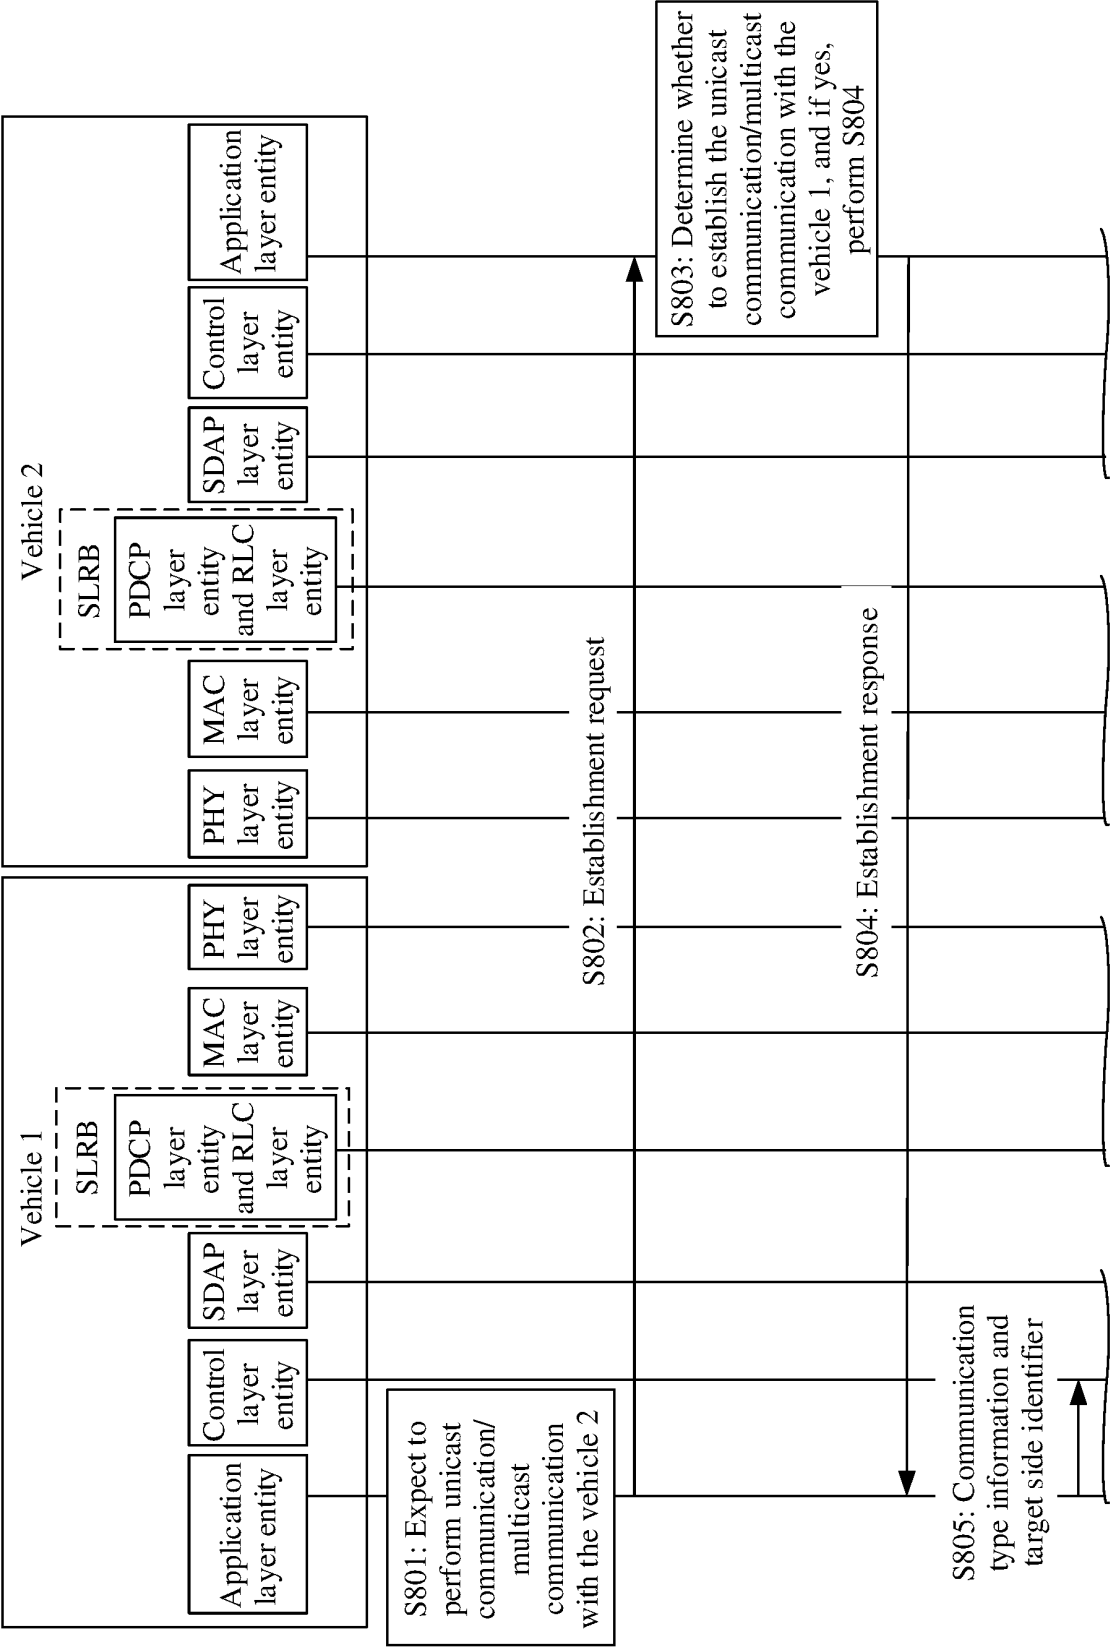 Vehicle 1
Application
layer entity
Control
layer
entity
SDAP
layer
entity
SLRB
PDCP
layer
entity
and RLC
layer
entity
MAC
layer
entity
PHY
layer
entity
Vehicle 2
PHY
layer
entity
MAC
layer
entity
SLRB
PDCP
layer
entity
and RLC
layer
entity
SDAP
layer
entity
Control
layer
entity
Application
layer entity
S801: Expect to
perform unicast
communication/
multicast
communication
with the vehicle 2
S802: Establishment request
S803: Determine whether
to establish the unicast
communication/multicast
communication with the
vehicle 1, and if yes,
perform S804
S804: Establishment response
S805: Communication
type information and
target side identifier